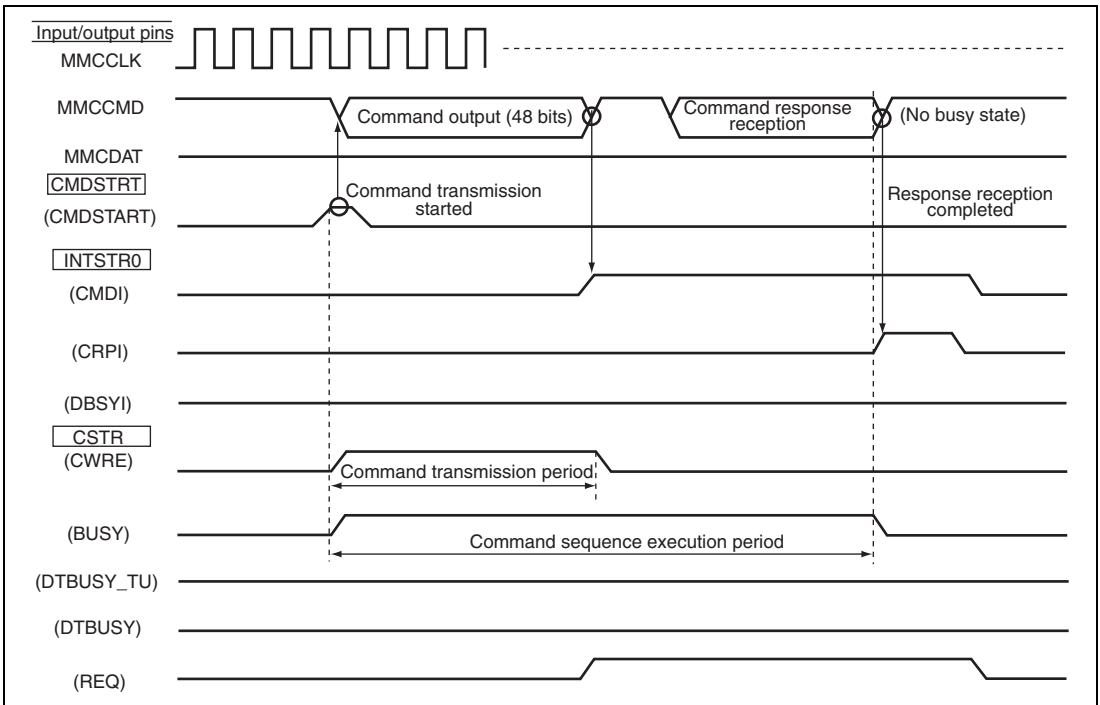 Input/output pins
MMCCLK
MMCCMD
Command output (48 bits)
Command response
reception
(No busy state)
MMCDAT
CMDSTRT
(CMDSTART)
Command transmission
started
Response reception
completed
INTSTR0
(CMDI)
(CRPI)
(DBSYI)
CSTR
(CWRE)
Command transmission period
(BUSY)
Command sequence execution period
(DTBUSY_TU)
(DTBUSY)
(REQ)